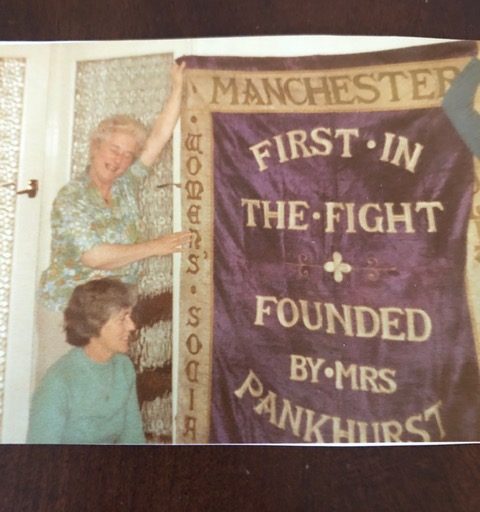 MANCHESTER
FIRST·IN
THE·FIGHT
FOUNDED
BY·MRS
PANKHURST
·WOMEN'S·SOCIA